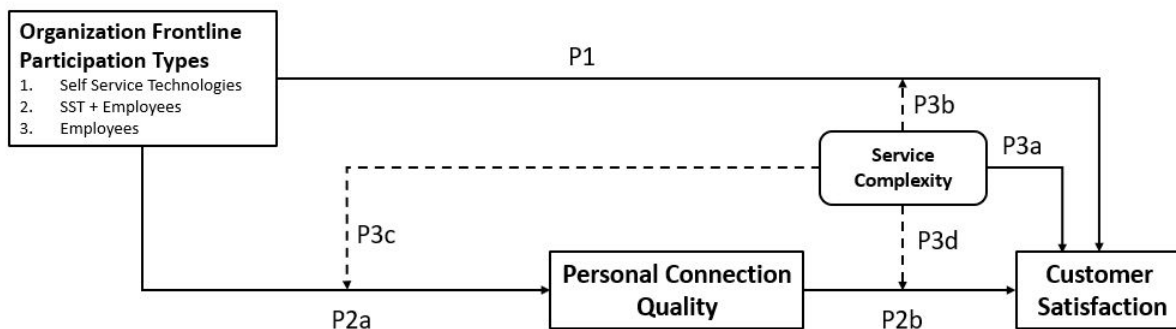 Organization Frontline
Participation Types
1. Self Service Technologies
2. SST + Employees
3. Employees
P1
P3b
Service
Complexity
P3a
P3c
P3d
Personal Connection
Quality
Customer
Satisfaction
P2a
P2b